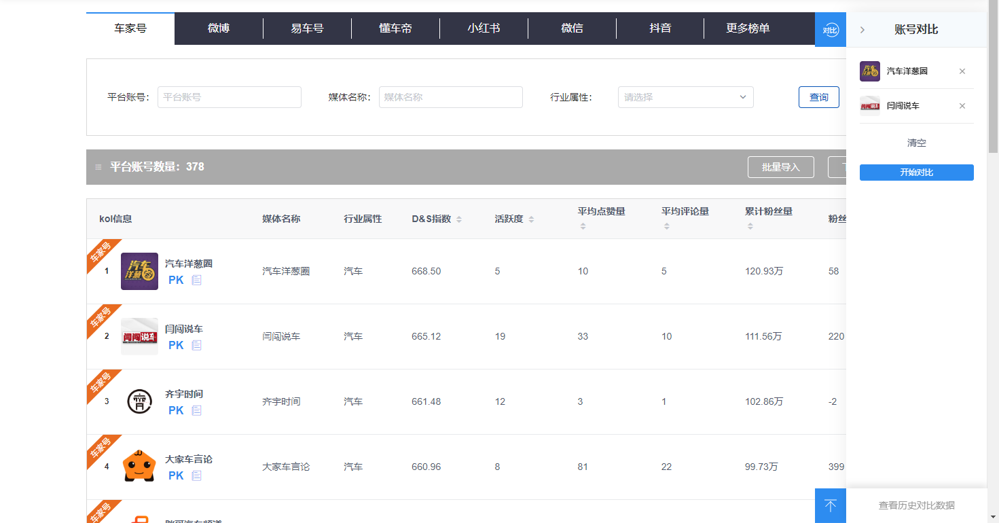 车家号
微博
易车号
懂车帝
小红书
微信
抖音
更多榜单
对比
账号对比
汽车洋葱圈
闫闯说车
清空
开始对比
平台账号： 平台账号
媒体名称： 媒体名称
行业属性： 请选择
查询
平台账号数量：378
批量导入
kol信息 媒体名称 行业属性 D&S指数 活跃度 平均点赞量 平均评论量 累计粉丝量 粉丝
车家号
1 汽车洋葱圈 汽车洋葱圈 汽车 668.50 5 10 5 120.93万 58
PK
车家号
2 闫闯说车 闫闯说车 汽车 665.12 19 33 10 111.56万 220
PK
车家号
3 齐宇时间 齐宇时间 汽车 661.48 12 3 1 102.86万 -2
PK
车家号
4 大家车言论 大家车言论 汽车 660.96 8 81 22 99.73万 399
PK
车家号
查看历史对比数据